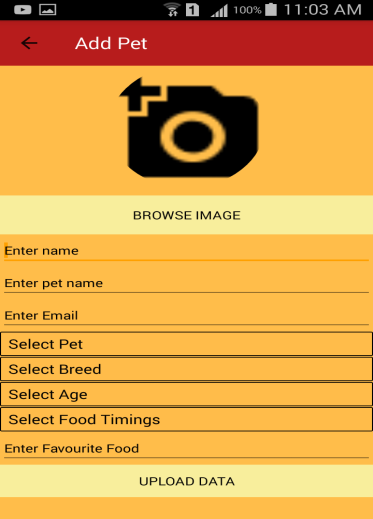 1 100% 11:03 AM
Add Pet
BROWSE IMAGE
Enter name
Enter pet name
Enter Email
Select Pet
Select Breed
Select Age
Select Food Timings
Enter Favourite Food
UPLOAD DATA